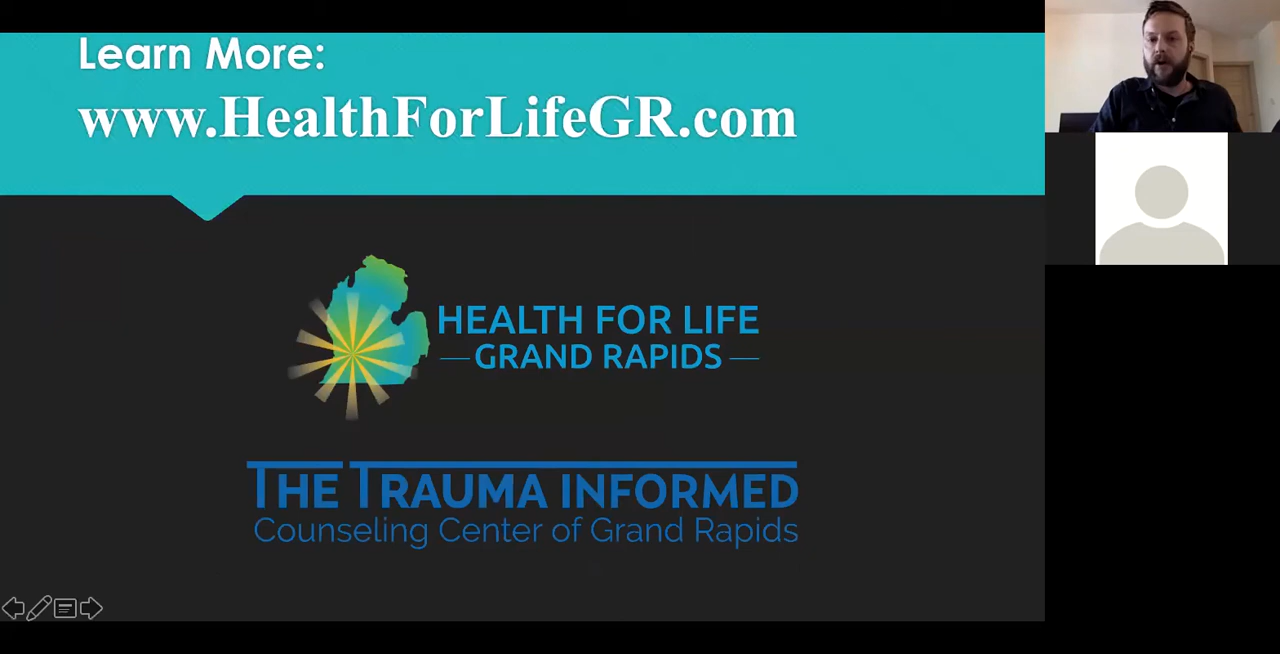 Learn More:
www.HealthForLifeGR.com
HEALTH FOR LIFE
GRAND RAPIDS
THE TRAUMA INFORMED
Counseling Center of Grand Rapids